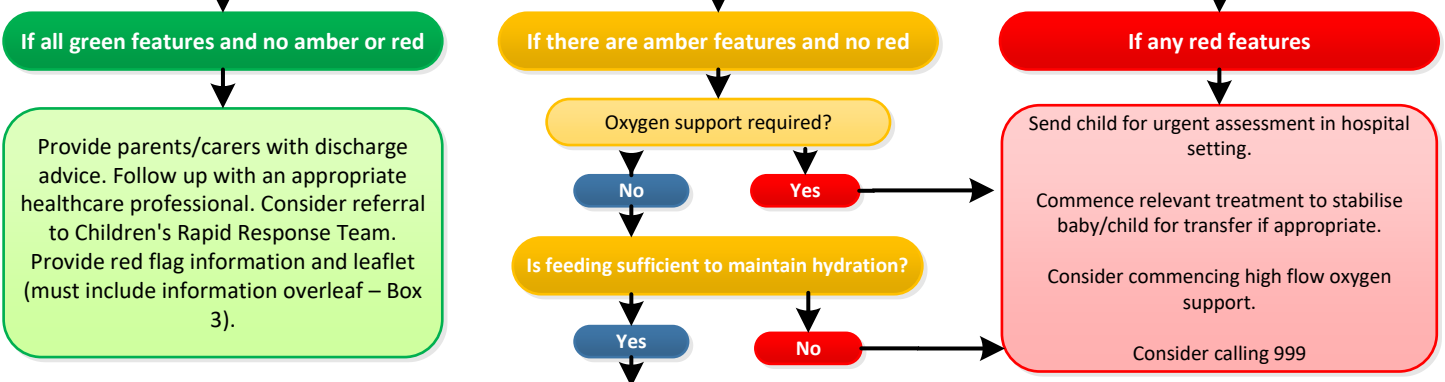 If all green features and no amber or red
Provide parents/carers with discharge
advice. Follow up with an appropriate
healthcare professional. Consider referral
to Children's Rapid Response Team.
Provide red flag information and leaflet
(must include information overleaf – Box
3).
If there are amber features and no red
Oxygen support required?
No
Yes
Is feeding sufficient to maintain hydration?
Yes
No
If any red features
Send child for urgent assessment in hospital
setting.
Commence relevant treatment to stabilise
baby/child for transfer if appropriate.
Consider commencing high flow oxygen
support.
Consider calling 999